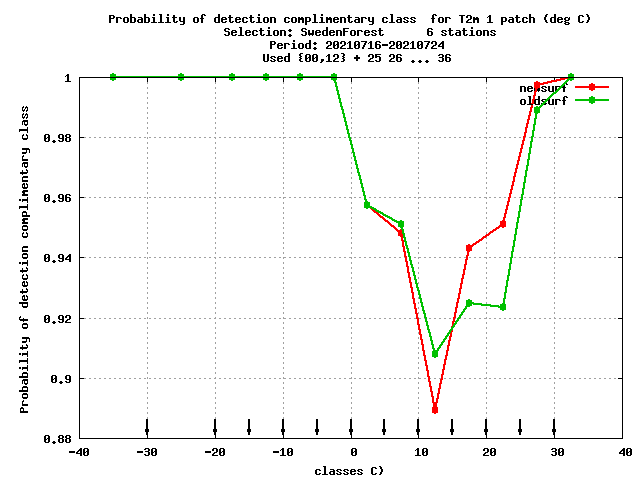 Probability of detection complimentary class  for T2m 1 patch (deg C)
Selection: SwedenForest      6 stations
Period: 20210716-20210724
Used {00,12} + 25 26 ... 36
newsurf
oldsurf
Probability of detection complimentary class
1
0.98
0.96
0.94
0.92
0.9
0.88
-40 -30 -20 -10 0 10 20 30 40
classes C)